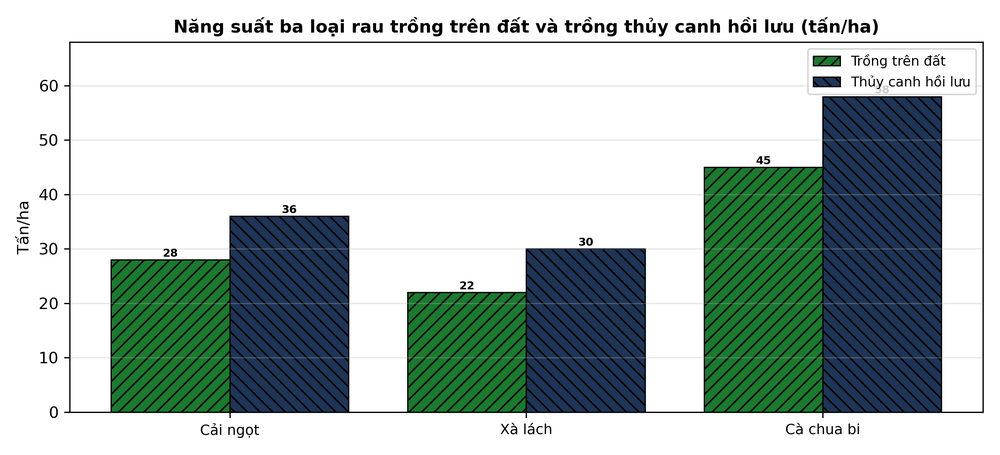 Năng suất ba loại rau trồng trên đất và trồng thủy canh hồi lưu (tấn/ha)
Trồng trên đất
Thủy canh hồi lưu
Tấn/ha
60
50
40
30
20
10
0
28
36
22
30
45
58
Cải ngọt
Xà lách
Cà chua bi